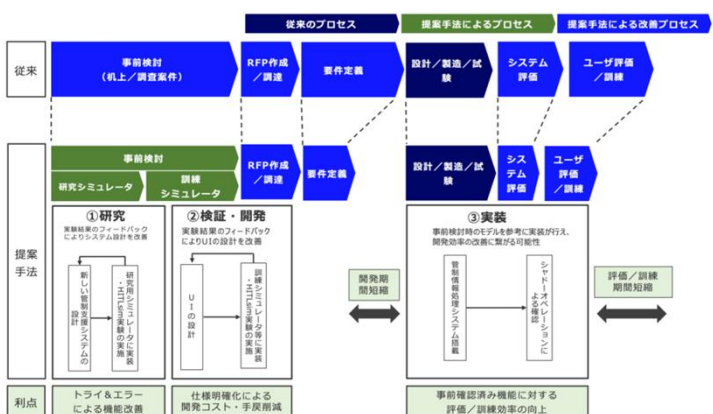 従来のプロセス
提案手法によるプロセス
提案手法による改善プロセス
従来
事前検討
(机上/調査案件)
RFP作成
/調達
要件定義
設計/製造/試
験
システム
評価
ユーザ評価
/訓練
提案
手法
事前検討
研究シミュレータ
訓練
シミュレータ
RFP作成
/調達
要件定義
設計/製造/試
験
シス
テム
評価
ユーザ
評価
/訓練
①研究
実験結果のフィードバック
によりシステム設計を改善
新しい管制支援システムの
設計
研究用シミュレータに実装
・HITLsim実験の実施
②検証・開発
実験結果のフィードバック
によりUIの設計を改善
UIの設計
訓練シミュレータ等に実装
・HITLsim実験の実施
開発期
間短縮
③実装
事前検討時のモデルを参考に実装が行え、
開発効率の改善に繋がる可能性
管制情報処理システム搭載
シャドーオペレーションに
よる確認
評価/訓練
期間短縮
利点
トライ&エラー
による機能改善
仕様明確化による
開発コスト・手戻削減
事前確認済み機能に対する
評価/訓練効率の向上